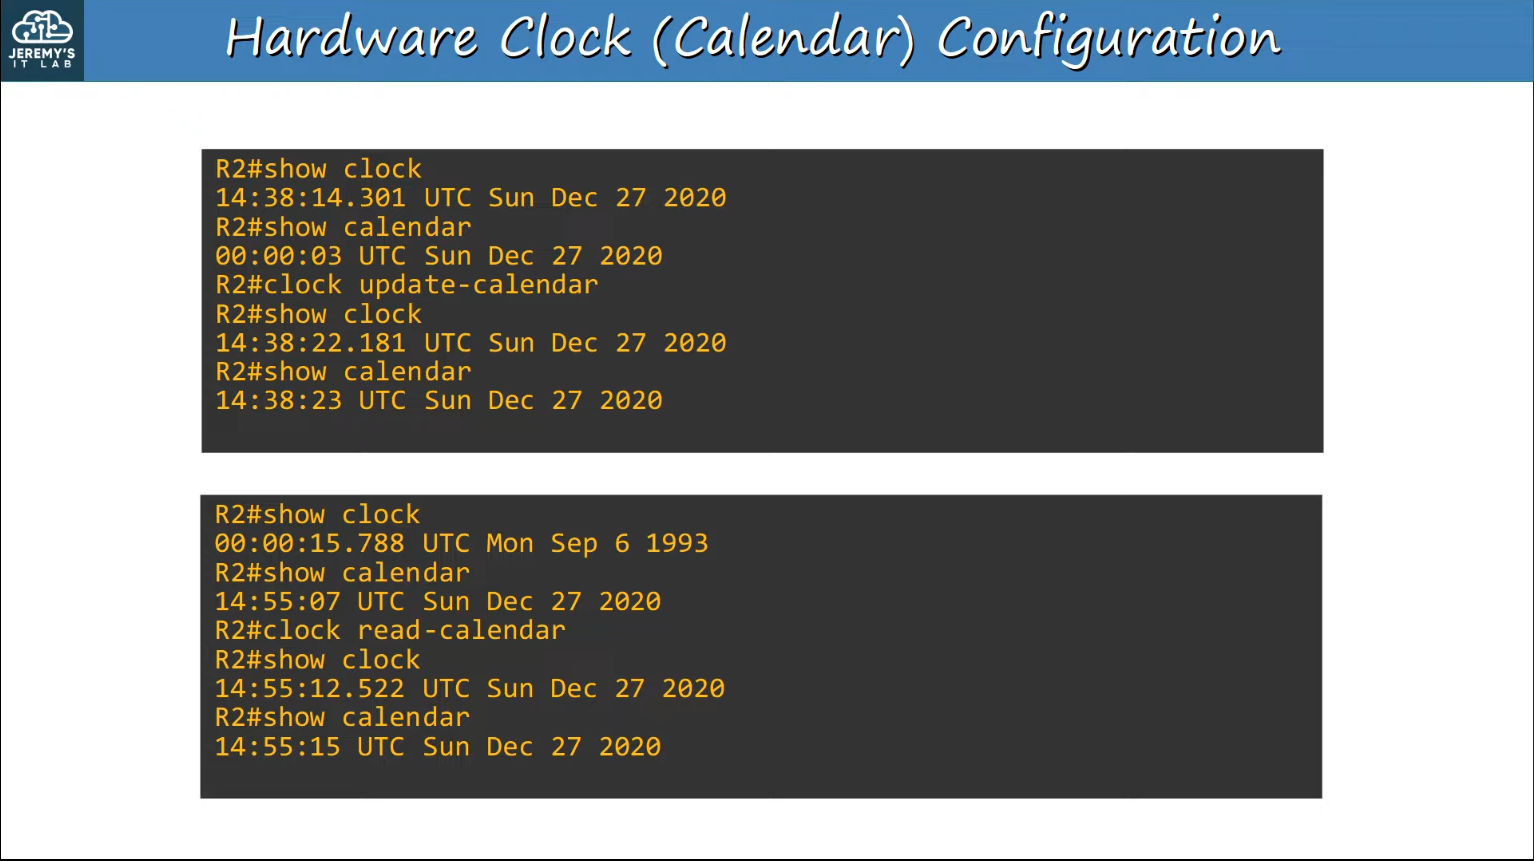 JEREMY'S
IT LAB
Hardware Clock (Calendar) Configuration
R2#show clock
14:38:14.301 UTC Sun Dec 27 2020
R2#show calendar
00:00:03 UTC Sun Dec 27 2020
R2#clock update-calendar
R2#show clock
14:38:22.181 UTC Sun Dec 27 2020
R2#show calendar
14:38:23 UTC Sun Dec 27 2020
R2#show clock
00:00:15.788 UTC Mon Sep 6 1993
R2#show calendar
14:55:07 UTC Sun Dec 27 2020
R2#clock read-calendar
R2#show clock
14:55:12.522 UTC Sun Dec 27 2020
R2#show calendar
14:55:15 UTC Sun Dec 27 2020